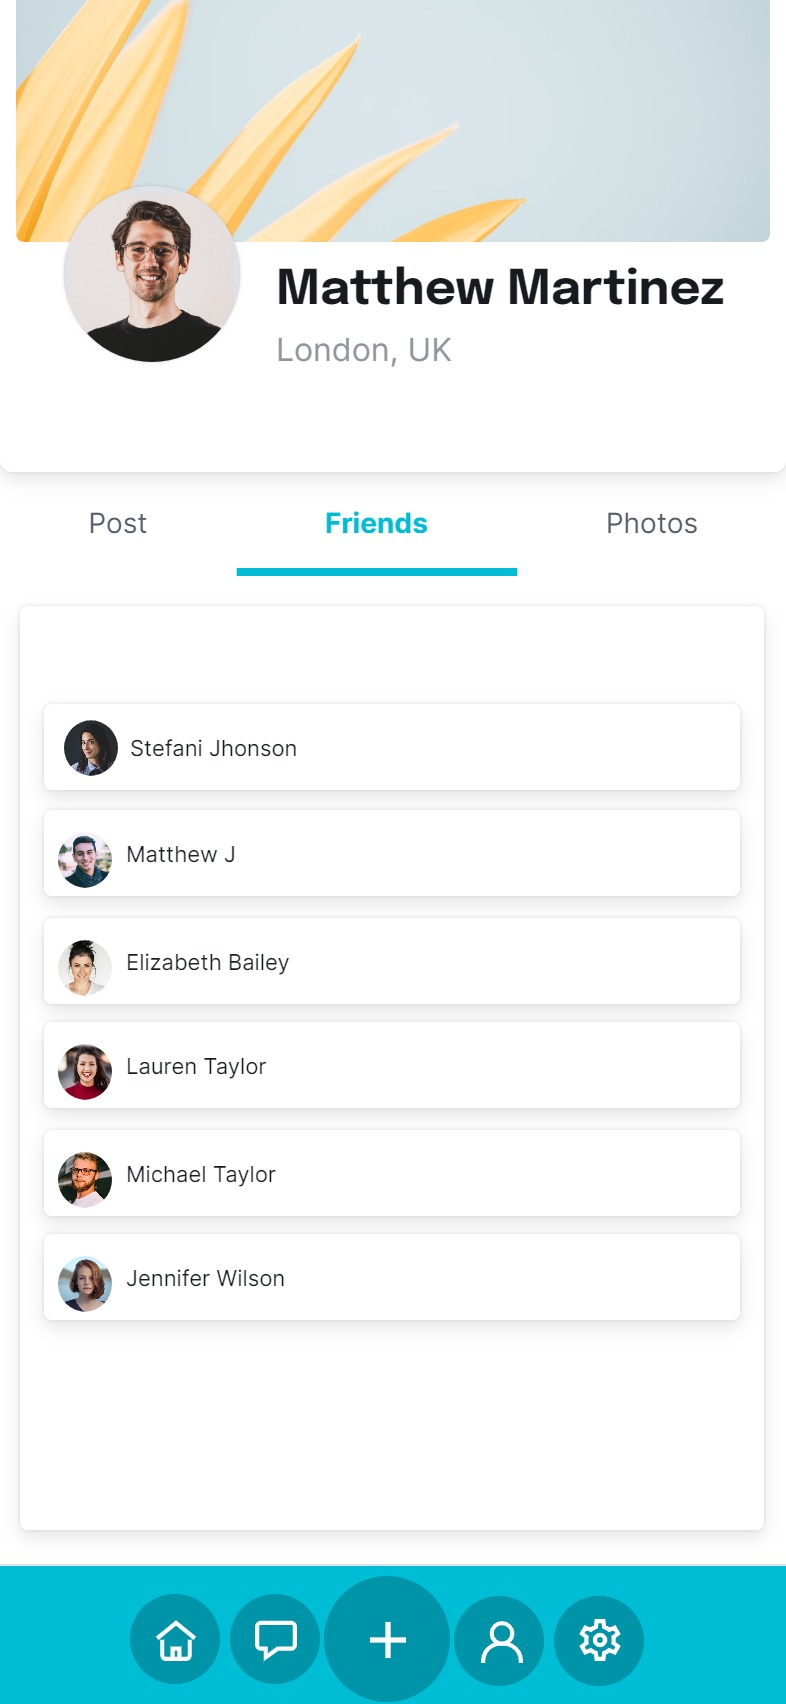 Matthew Martinez
London, UK
Post Friends Photos
Stefani Jhonson
Matthew J
Elizabeth Bailey
Lauren Taylor
Michael Taylor
Jennifer Wilson